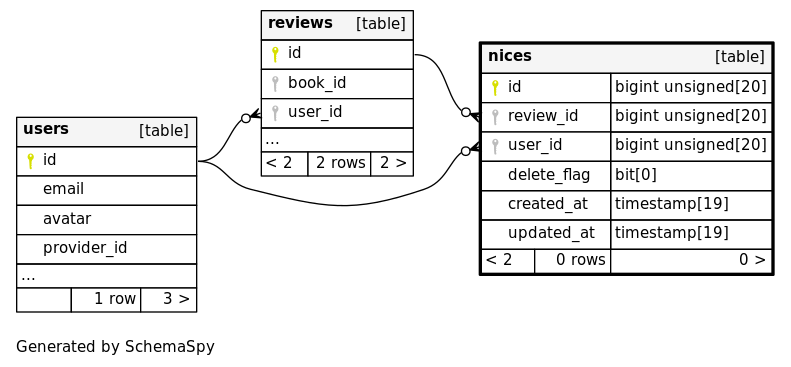 reviews [table]
id
book_id
user_id
...
< 2 2 rows 2 >
nices [table]
id bigint unsigned[20]
review_id bigint unsigned[20]
user_id bigint unsigned[20]
delete_flag bit[0]
created_at timestamp[19]
updated_at timestamp[19]
< 2 0 rows 0 >
users [table]
id
email
avatar
provider_id
...
1 row 3 >
Generated by SchemaSpy